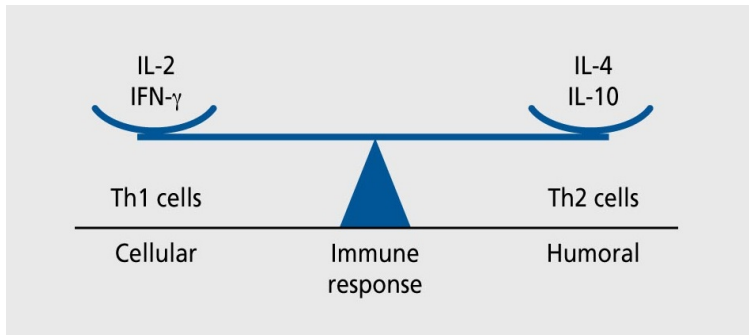 IL-2
IFN-γ
IL-4
IL-10
Th1 cells
Th2 cells
Cellular
Immune
response
Humoral